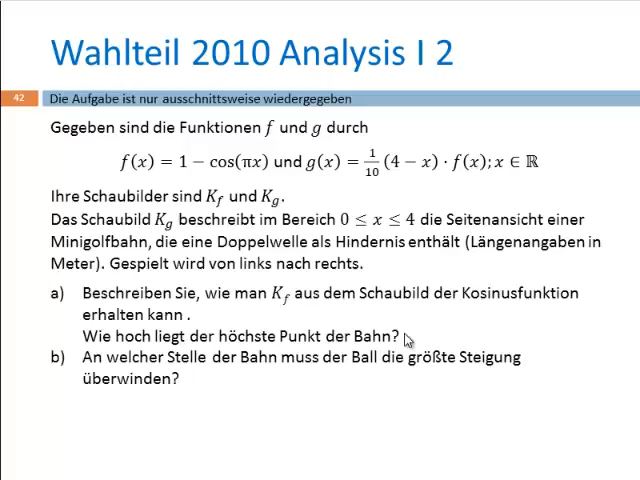 Wahlteil 2010 Analysis I 2
42 Die Aufgabe ist nur ausschnittsweise wiedergegeben
Gegeben sind die Funktionen f und g durch
f(x) = 1 − cos(πx) und g(x) = 1/10 (4 − x) · f(x); x ∈ ℝ
Ihre Schaubilder sind K_f und K_g.
Das Schaubild K_g beschreibt im Bereich 0 ≤ x ≤ 4 die Seitenansicht einer
Minigolfbahn, die eine Doppelwelle als Hindernis enthält (Längenangaben in
Meter). Gespielt wird von links nach rechts.
a) Beschreiben Sie, wie man K_f aus dem Schaubild der Kosinusfunktion
erhalten kann .
Wie hoch liegt der höchste Punkt der Bahn?
b) An welcher Stelle der Bahn muss der Ball die größte Steigung
überwinden?